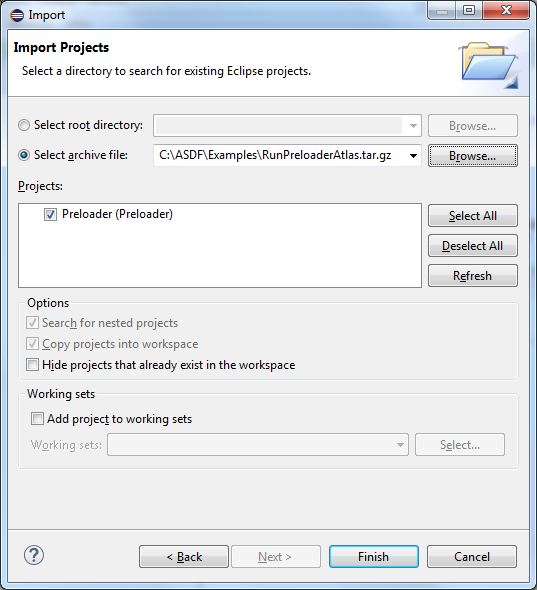 Import
Import Projects
Select a directory to search for existing Eclipse projects.
Select root directory:
Browse...
Select archive file:
C:\ASDF\Examples\RunPreloaderAtlas.tar.gz
Browse...
Projects:
Preloader (Preloader)
Select All
Deselect All
Refresh
Options
Search for nested projects
Copy projects into workspace
Hide projects that already exist in the workspace
Working sets
Add project to working sets
Working sets:
Select...
?
< Back
Next >
Finish
Cancel